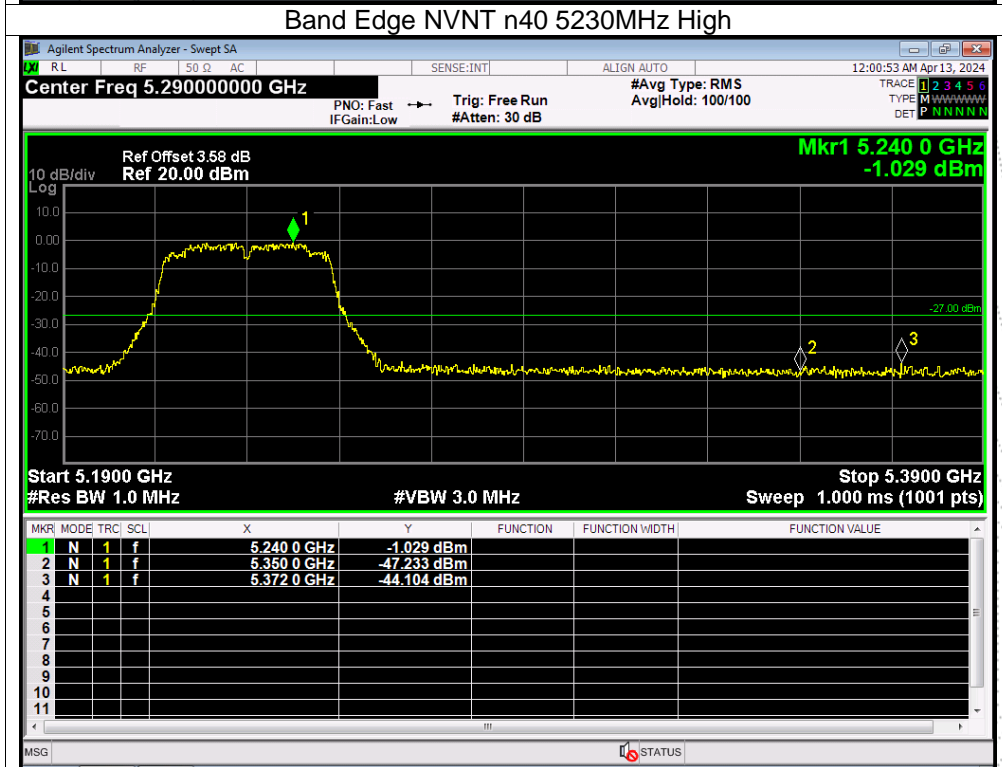 Band Edge NVNT n40 5230MHz High
Agilent Spectrum Analyzer - Swept SA
LXI RL RF 50 Ω AC SENSE:INT ALIGN AUTO 12:00:53 AM Apr 13, 2024
Center Freq 5.290000000 GHz #Avg Type: RMS TRACE 1 2 3 4 5 6
PNO: Fast Trig: Free Run Avg|Hold: 100/100 TYPE M WWWWW
IFGain:Low #Atten: 30 dB DET P N N N N N
Ref Offset 3.58 dB Mkr1 5.240 0 GHz
10 dB/div Ref 20.00 dBm -1.029 dBm
Log
10.0
1
0.00
-10.0
-20.0
-27.00 dBm
-30.0
-40.0 2 3
-50.0
-60.0
-70.0
Start 5.1900 GHz Stop 5.3900 GHz
#Res BW 1.0 MHz #VBW 3.0 MHz Sweep 1.000 ms (1001 pts)
MKR MODE TRC SCL X Y FUNCTION FUNCTION WIDTH FUNCTION VALUE
1 N 1 f 5.240 0 GHz -1.029 dBm
2 N 1 f 5.350 0 GHz -47.233 dBm
3 N 1 f 5.372 0 GHz -44.104 dBm
4
5
6
7
8
9
10
11
MSG STATUS